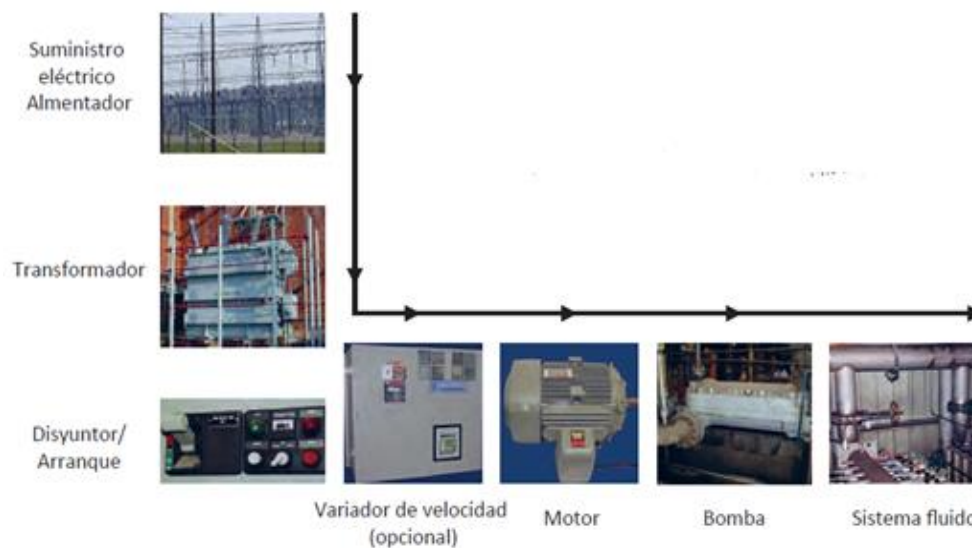 Suministro
eléctrico
Almentador
Transformador
Disyuntor/
Arranque
Variador de velocidad
(opcional)
Motor
Bomba
Sistema fluido